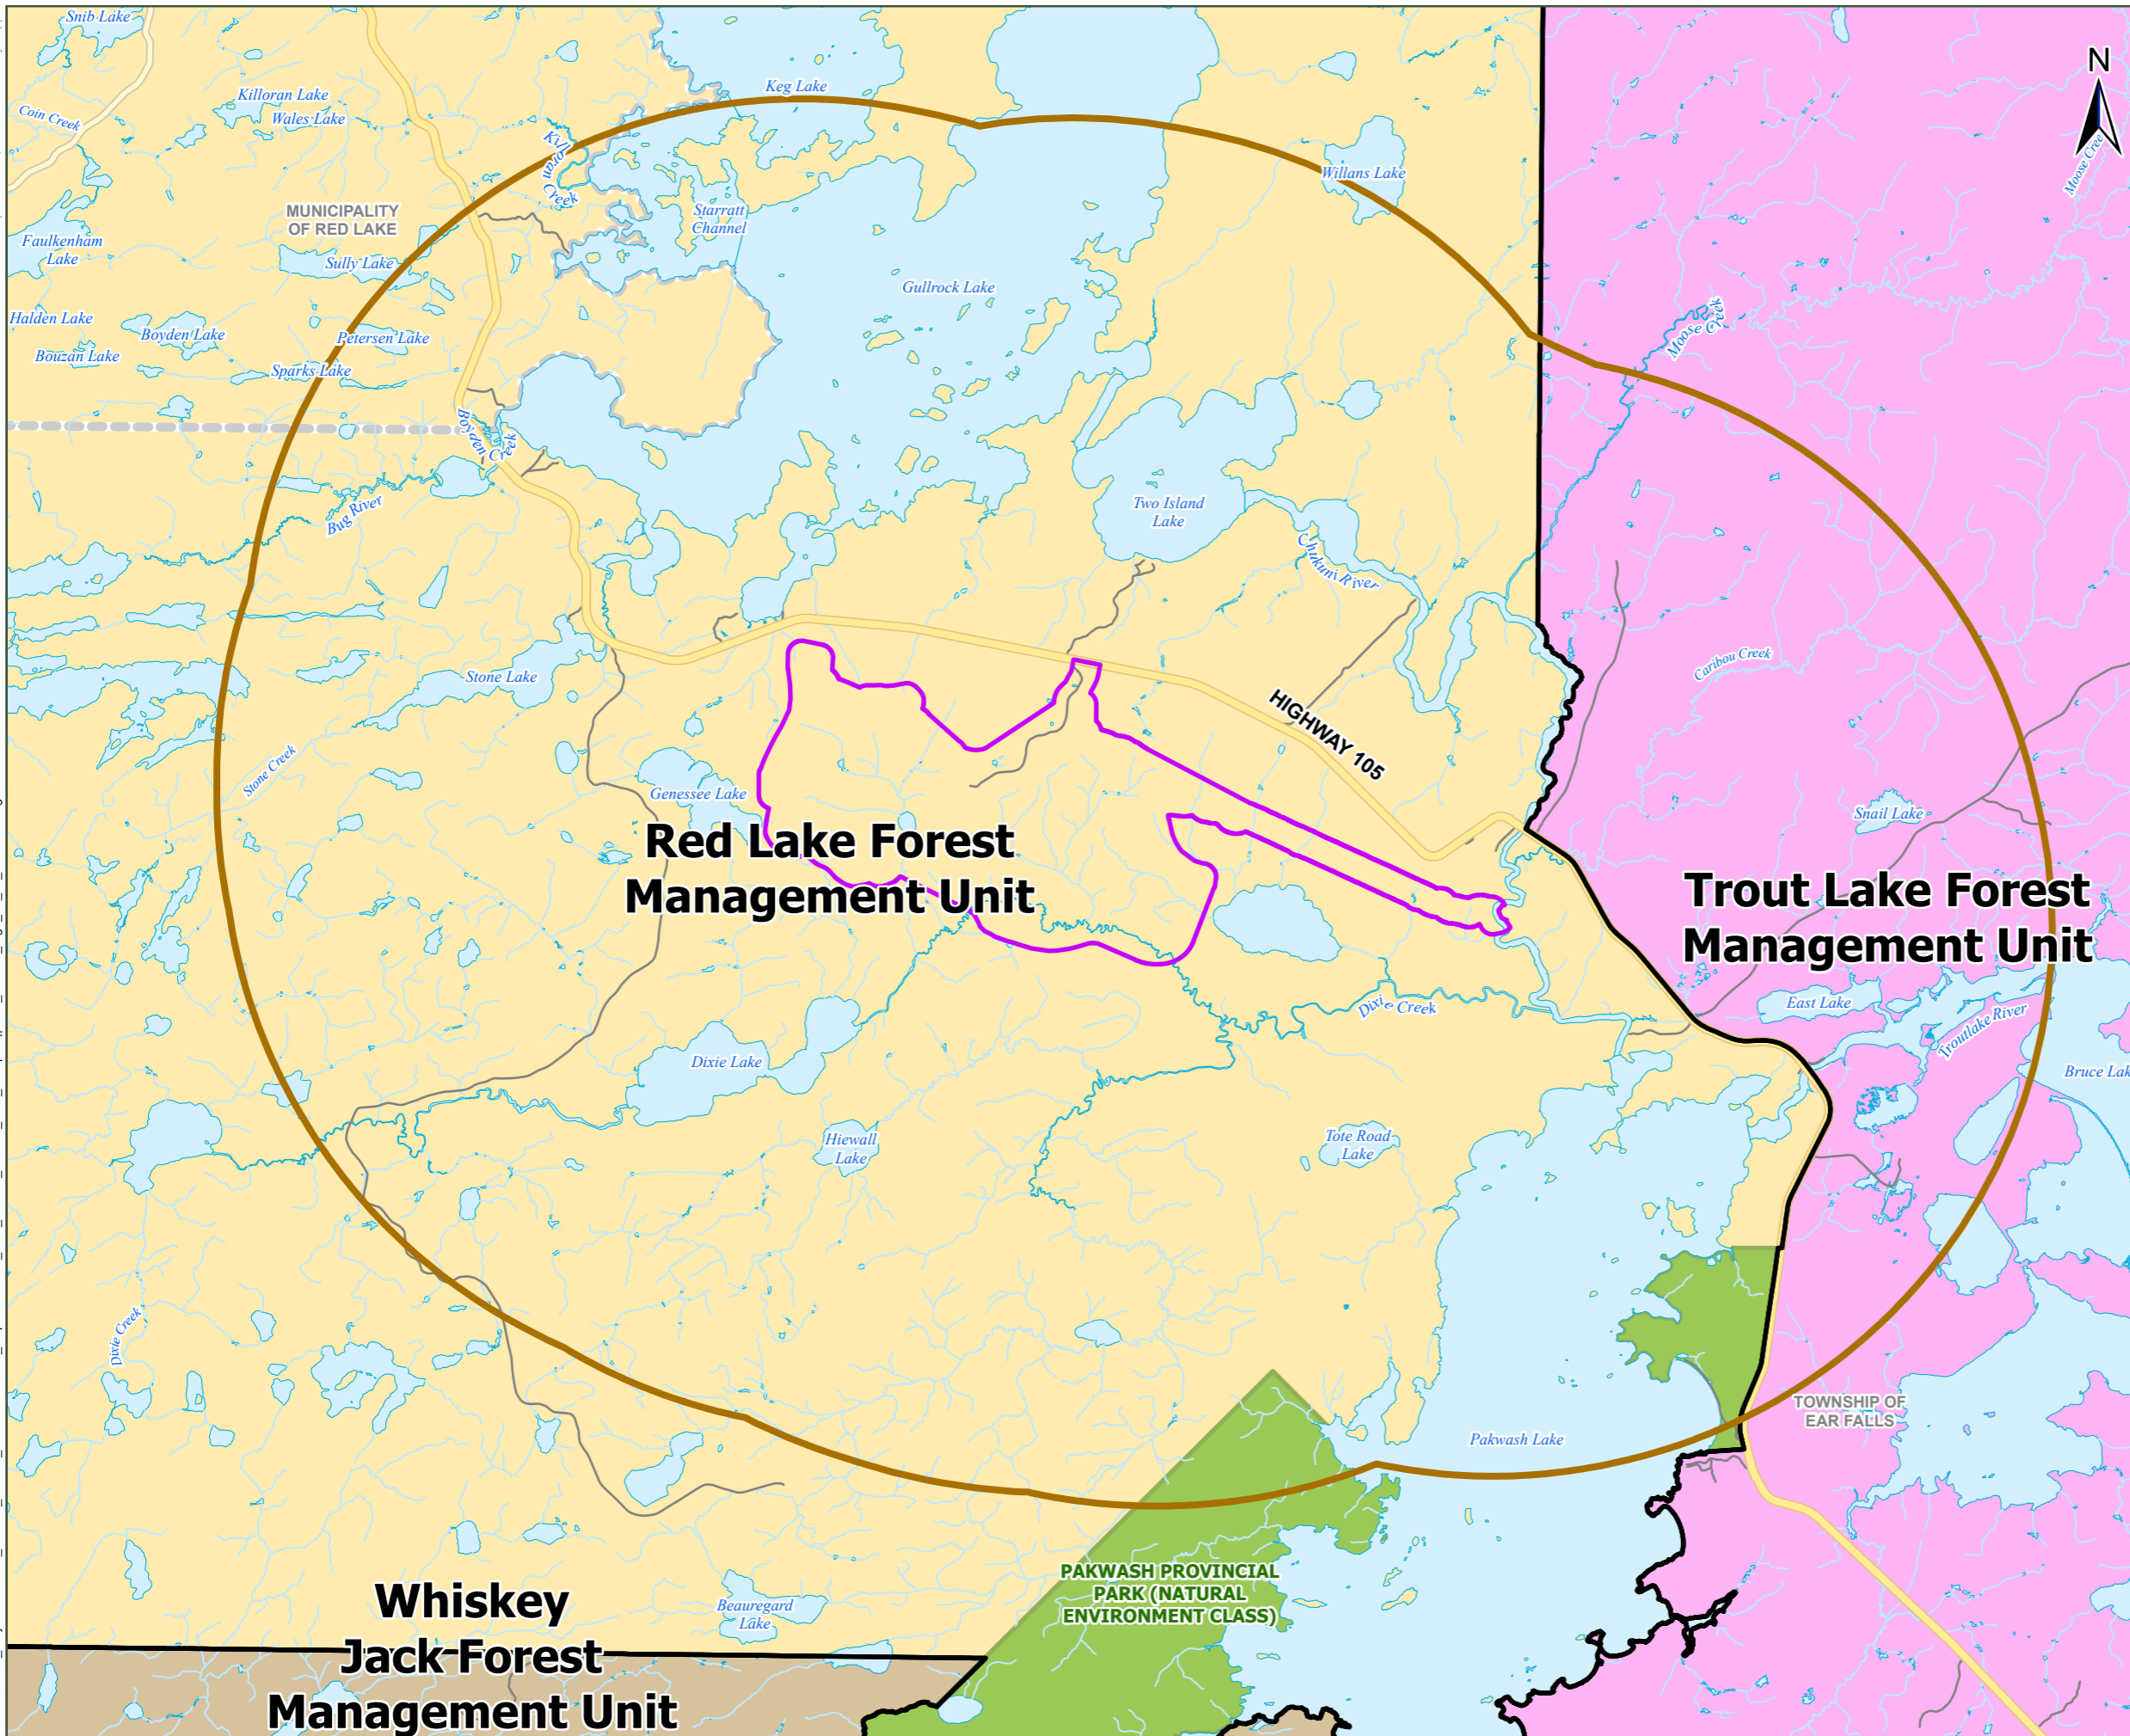 Snib Lake
Keg Lake
N
Killoran Lake
Wales Lake
Coin Creek
Killoran Creek
Willans Lake
Moose Cree
MUNICIPALITY
OF RED LAKE
Starratt
Channel
Faulkenham
Lake
Sully Lake
Gullrock Lake
Halden Lake
Boyden Lake
Petersen Lake
Moose Creek
Bouzan Lake
Sparks Lake
Boyden Creek
Bug River
Two Island
Lake
Chukuni River
Stone Lake
Caribou Creek
HIGHWAY 105
Stone Creek
Genessee Lake
Snail Lake
Red Lake Forest
Management Unit
Trout Lake Forest
Management Unit
Dixie Creek
East Lake
Troutlake River
Dixie Lake
Bruce Lak
Hiewall
Lake
Tote Road
Lake
Dixie Creek
TOWNSHIP OF
EAR FALLS
Pakwash Lake
PAKWASH PROVINCIAL
PARK (NATURAL
ENVIRONMENT CLASS)
Beauregard
Lake
Whiskey
Jack Forest
Management Unit